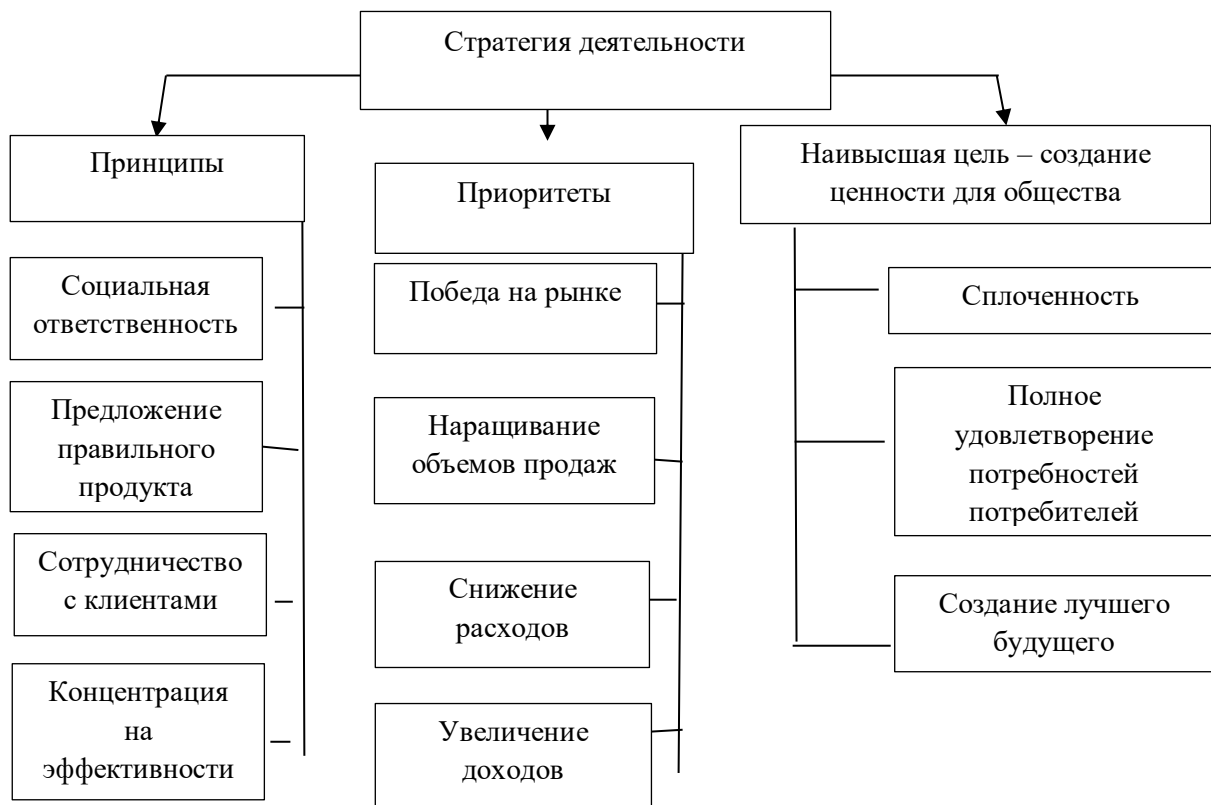 Стратегия деятельности
Принципы
Социальная
ответственность
Предложение
правильного
продукта
Сотрудничество
с клиентами
Концентрация
на
эффективности
Приоритеты
Победа на рынке
Наращивание
объемов продаж
Снижение
расходов
Увеличение
доходов
Наивысшая цель – создание
ценности для общества
Сплоченность
Полное
удовлетворение
потребностей
потребителей
Создание лучшего
будущего